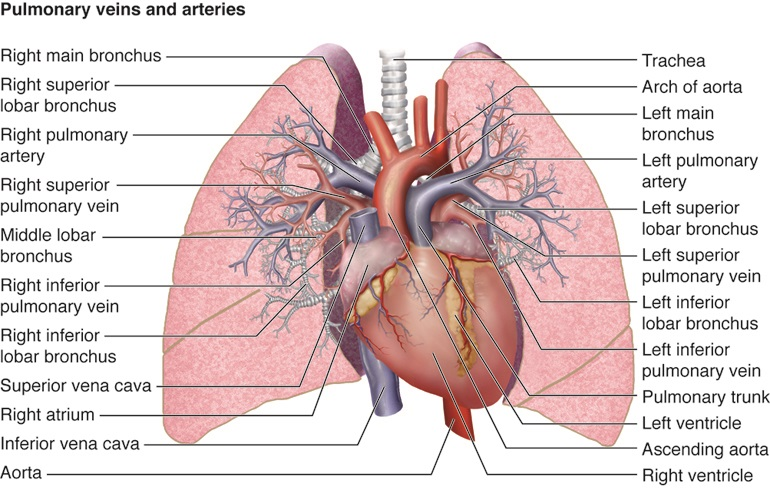 Pulmonary veins and arteries
Right main bronchus
Right superior
lobar bronchus
Right pulmonary
artery
Right superior
pulmonary vein
Middle lobar
bronchus
Right inferior
pulmonary vein
Right inferior
lobar bronchus
Superior vena cava
Right atrium
Inferior vena cava
Aorta
Trachea
Arch of aorta
Left main
bronchus
Left pulmonary
artery
Left superior
lobar bronchus
Left superior
pulmonary vein
Left inferior
lobar bronchus
Left inferior
pulmonary vein
Pulmonary trunk
Left ventricle
Ascending aorta
Right ventricle